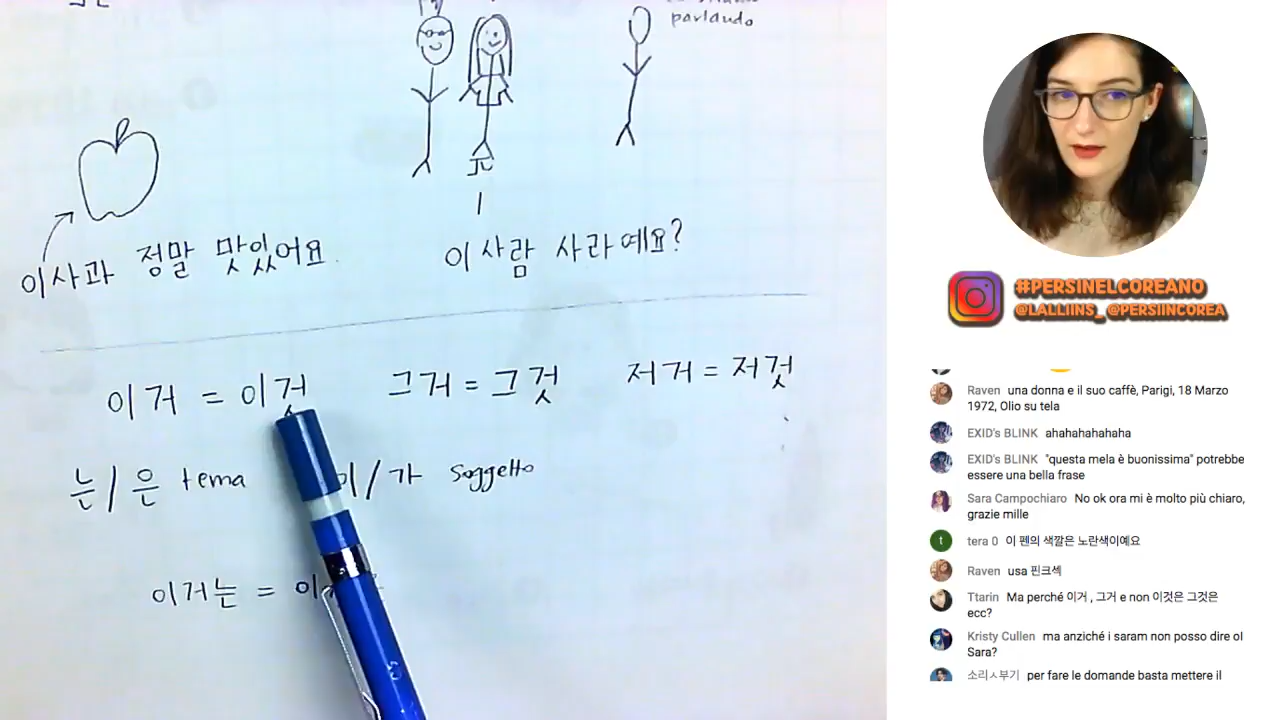 parlando
이사과 정말 맛있어요.
이 사람 사라예요?
이거 = 이것 그거 = 그것 저거 = 저것
는/은 tema 이/가 soggetto
이거는 =
#PERSINELCOREANO
@LALLIINS_ @PERSIINCOREA
Raven una donna e il suo caffè, Parigi, 18 Marzo
1972, Olio su tela
EXID's BLINK ahahahahahaha
EXID's BLINK "questa mela è buonissima" potrebbe
essere una bella frase
Sara Campochiaro No ok ora mi è molto più chiaro,
grazie mille
t tera 0 이 펜의 색깔은 노란색이예요
Raven usa 핀크섹
Ttarin Ma perché 이거 , 그거 e non 이것은 그것은
ecc?
Kristy Cullen ma anziché i saram non posso dire ol
Sara?
소리ㅅ부기 per fare le domande basta mettere il